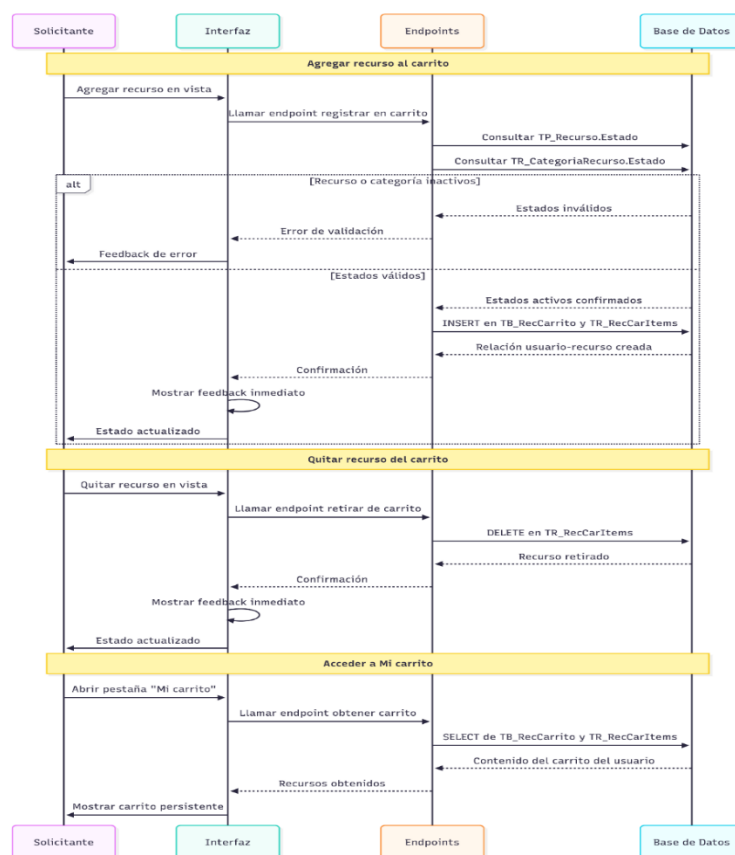 Solicitante
Interfaz
Endpoints
Base de Datos
Agregar recurso al carrito
Agregar recurso en vista
Llamar endpoint registrar en carrito
Consultar TP_Recurso.Estado
Consultar TR_CategoriaRecurso.Estado
alt
[Recurso o categoría inactivos]
Estados inválidos
Error de validación
Feedback de error
[Estados válidos]
Estados activos confirmados
INSERT en TB_RecCarrito y TR_RecCarItems
Relación usuario-recurso creada
Confirmación
Mostrar feedback inmediato
Estado actualizado
Quitar recurso del carrito
Quitar recurso en vista
Llamar endpoint retirar de carrito
DELETE en TR_RecCarItems
Recurso retirado
Confirmación
Mostrar feedback inmediato
Estado actualizado
Acceder a Mi carrito
Abrir pestaña "Mi carrito"
Llamar endpoint obtener carrito
SELECT de TB_RecCarrito y TR_RecCarItems
Contenido del carrito del usuario
Recursos obtenidos
Mostrar carrito persistente
Solicitante
Interfaz
Endpoints
Base de Datos